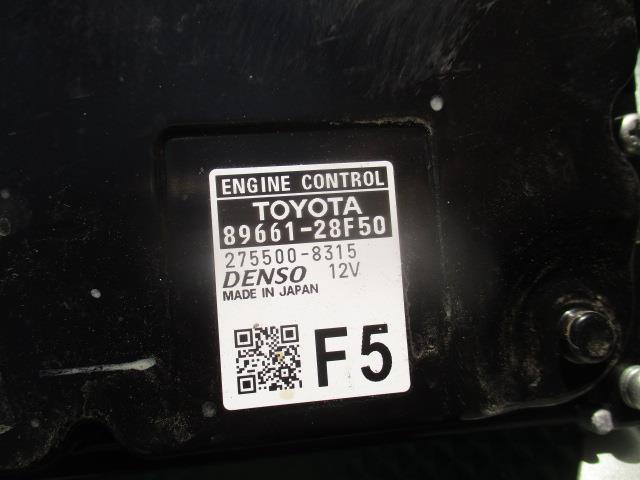 ENGINE CONTROL
TOYOTA
89661-28F50
275500-8315
DENSO 12V
MADE IN JAPAN
F5